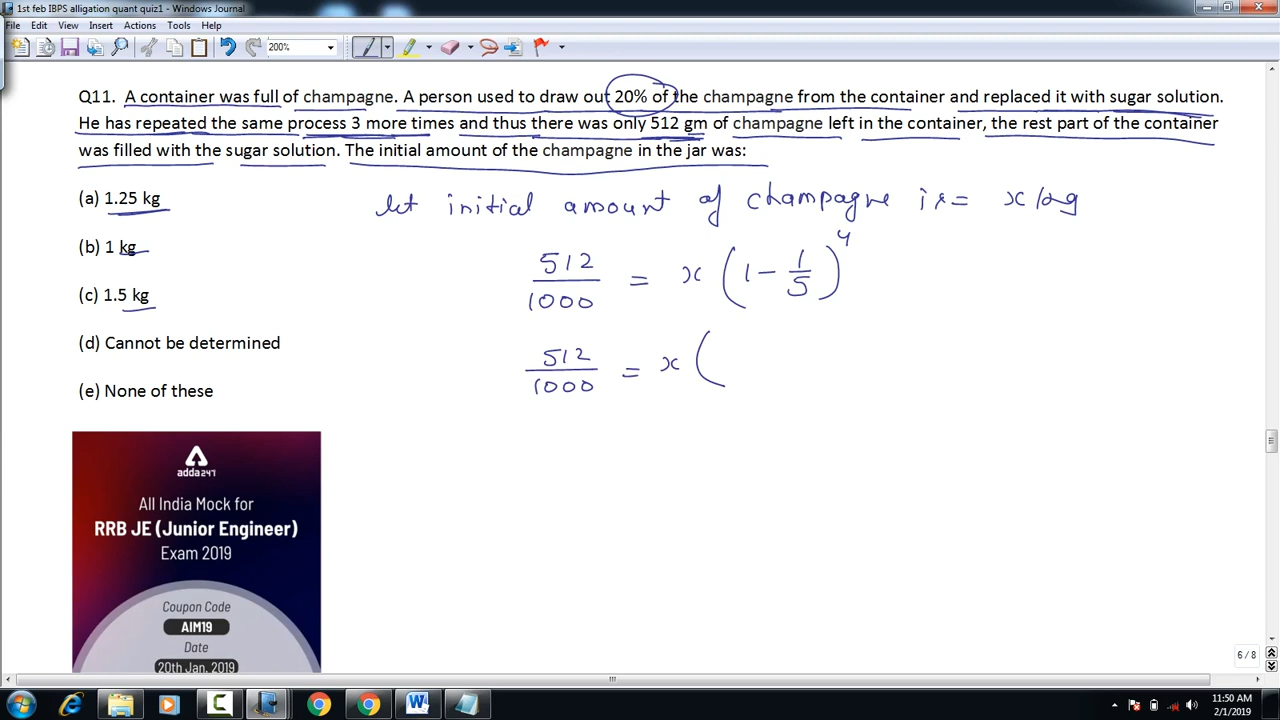 1st feb IBPS alligation quant quiz1 - Windows Journal
File Edit View Insert Actions Tools Help
200%
Q11. A container was full of champagne. A person used to draw out 20% of the champagne from the container and replaced it with sugar solution.
He has repeated the same process 3 more times and thus there was only 512 gm of champagne left in the container, the rest part of the container
was filled with the sugar solution. The initial amount of the champagne in the jar was:
(a) 1.25 kg
let initial amount of champagne is = x kg
(b) 1 kg
512/1000 = x (1 - 1/5)^4
(c) 1.5 kg
(d) Cannot be determined
512/1000 = x (
(e) None of these
adda247
All India Mock for
RRB JE (Junior Engineer)
Exam 2019
Coupon Code
AIM19
Date
20th Jan. 2019
6 / 8
11:50 AM
2/1/2019